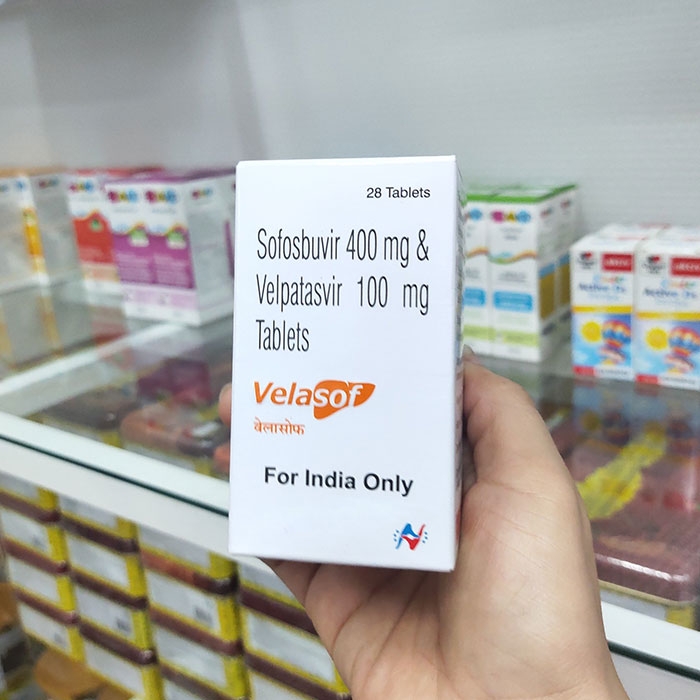 28 Tablets
Sofosbuvir 400 mg &
Velpatasvir 100 mg
Tablets
Velasof
वेलासोफ
For India Only